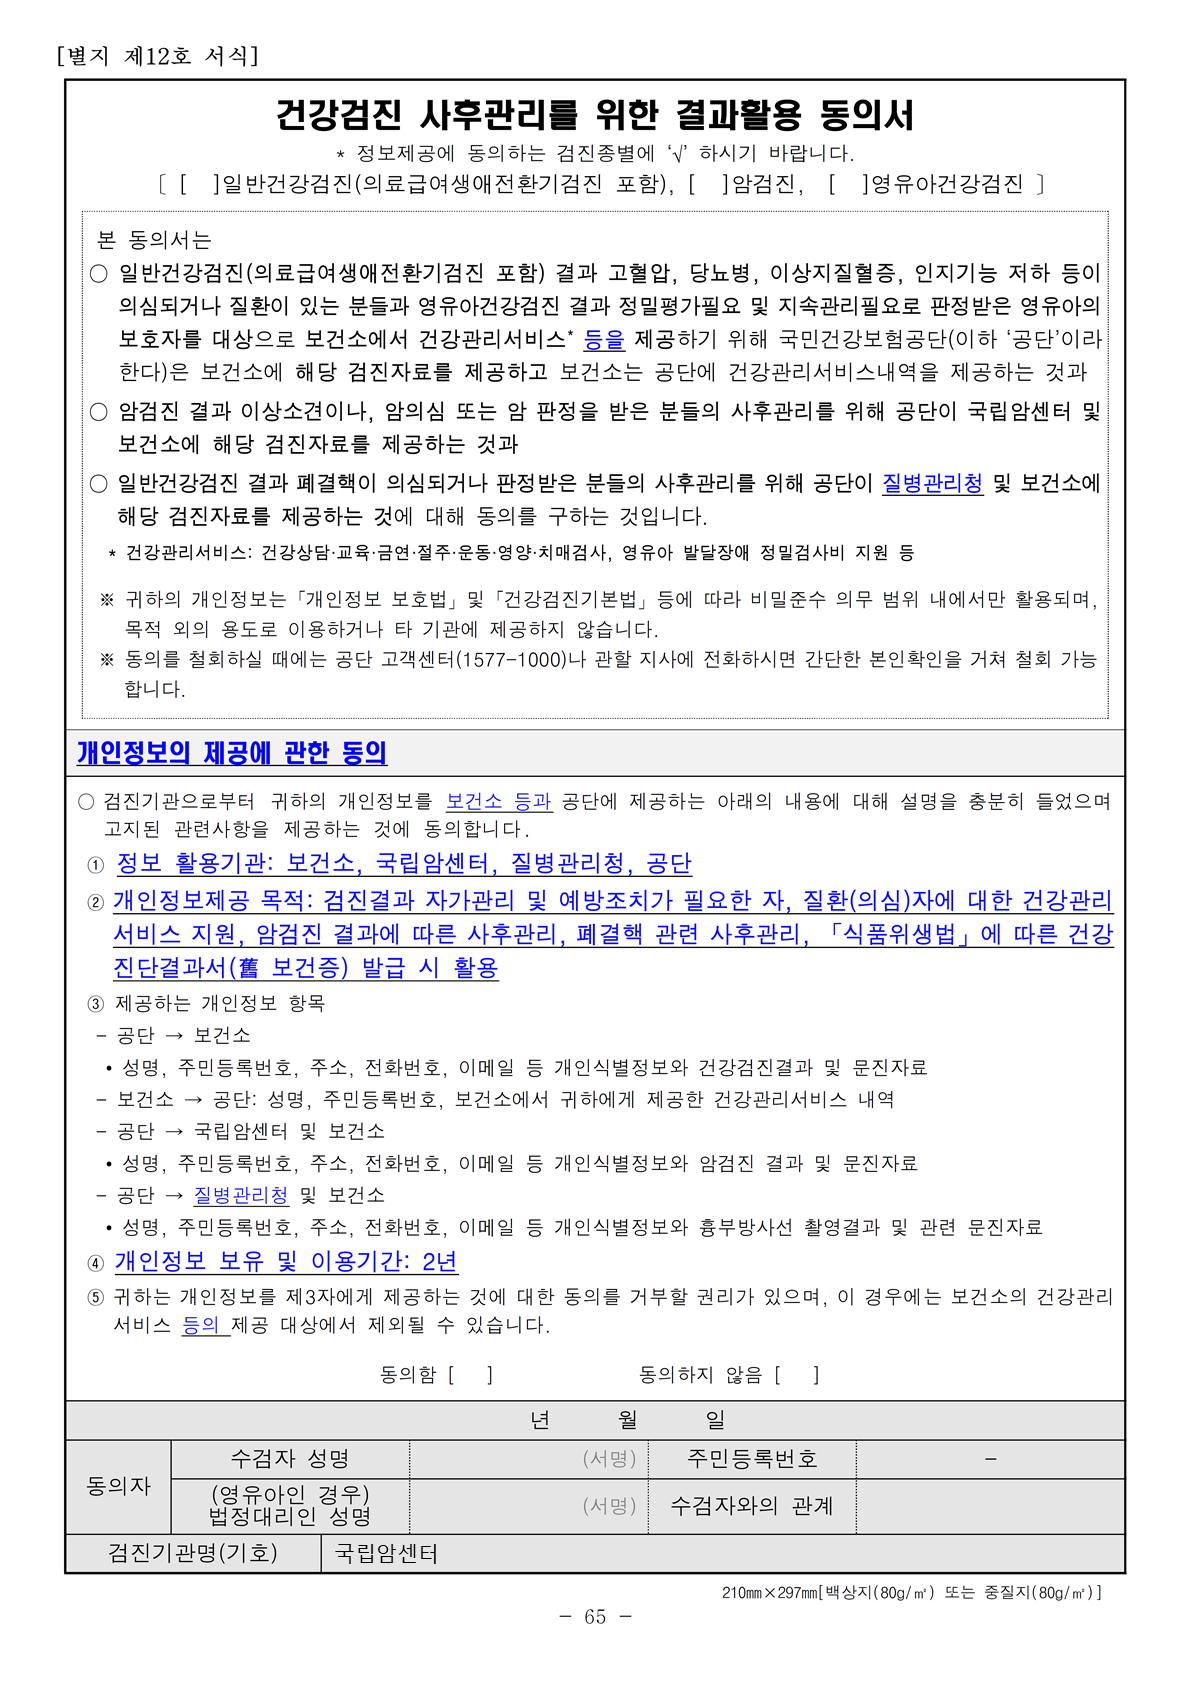 [별지 제12호 서식]
건강검진 사후관리를 위한 결과활용 동의서
* 정보제공에 동의하는 검진종별에 ‘√’ 하시기 바랍니다.
〔 [  ]일반건강검진(의료급여생애전환기검진 포함), [  ]암검진,  [  ]영유아건강검진 〕
본 동의서는
○ 일반건강검진(의료급여생애전환기검진 포함) 결과 고혈압, 당뇨병, 이상지질혈증, 인지기능 저하 등이
의심되거나 질환이 있는 분들과 영유아건강검진 결과 정밀평가필요 및 지속관리필요로 판정받은 영유아의
보호자를 대상으로 보건소에서 건강관리서비스* 등을 제공하기 위해 국민건강보험공단(이하 ‘공단’이라
한다)은 보건소에 해당 검진자료를 제공하고 보건소는 공단에 건강관리서비스내역을 제공하는 것과
○ 암검진 결과 이상소견이나, 암의심 또는 암 판정을 받은 분들의 사후관리를 위해 공단이 국립암센터 및
보건소에 해당 검진자료를 제공하는 것과
○ 일반건강검진 결과 폐결핵이 의심되거나 판정받은 분들의 사후관리를 위해 공단이 질병관리청 및 보건소에
해당 검진자료를 제공하는 것에 대해 동의를 구하는 것입니다.
* 건강관리서비스: 건강상담·교육·금연·절주·운동·영양·치매검사, 영유아 발달장애 정밀검사비 지원 등
※ 귀하의 개인정보는「개인정보 보호법」및「건강검진기본법」등에 따라 비밀준수 의무 범위 내에서만 활용되며,
목적 외의 용도로 이용하거나 타 기관에 제공하지 않습니다.
※ 동의를 철회하실 때에는 공단 고객센터(1577-1000)나 관할 지사에 전화하시면 간단한 본인확인을 거쳐 철회 가능
합니다.
개인정보의 제공에 관한 동의
○ 검진기관으로부터 귀하의 개인정보를 보건소 등과 공단에 제공하는 아래의 내용에 대해 설명을 충분히 들었으며
고지된 관련사항을 제공하는 것에 동의합니다.
① 정보 활용기관: 보건소, 국립암센터, 질병관리청, 공단
② 개인정보제공 목적: 검진결과 자가관리 및 예방조치가 필요한 자, 질환(의심)자에 대한 건강관리
서비스 지원, 암검진 결과에 따른 사후관리, 폐결핵 관련 사후관리, 「식품위생법」에 따른 건강
진단결과서(舊 보건증) 발급 시 활용
③ 제공하는 개인정보 항목
- 공단 → 보건소
• 성명, 주민등록번호, 주소, 전화번호, 이메일 등 개인식별정보와 건강검진결과 및 문진자료
- 보건소 → 공단: 성명, 주민등록번호, 보건소에서 귀하에게 제공한 건강관리서비스 내역
- 공단 → 국립암센터 및 보건소
• 성명, 주민등록번호, 주소, 전화번호, 이메일 등 개인식별정보와 암검진 결과 및 문진자료
- 공단 → 질병관리청 및 보건소
• 성명, 주민등록번호, 주소, 전화번호, 이메일 등 개인식별정보와 흉부방사선 촬영결과 및 관련 문진자료
④ 개인정보 보유 및 이용기간: 2년
⑤ 귀하는 개인정보를 제3자에게 제공하는 것에 대한 동의를 거부할 권리가 있으며, 이 경우에는 보건소의 건강관리
서비스 등의 제공 대상에서 제외될 수 있습니다.
동의함 [  ]  동의하지 않음 [  ]
년  월  일
동의자 수검자 성명 (서명) 주민등록번호 -
(영유아인 경우)
법정대리인 성명 (서명) 수검자와의 관계
검진기관명(기호) 국립암센터
210㎜×297㎜[백상지(80g/㎡) 또는 중질지(80g/㎡)]
- 65 -